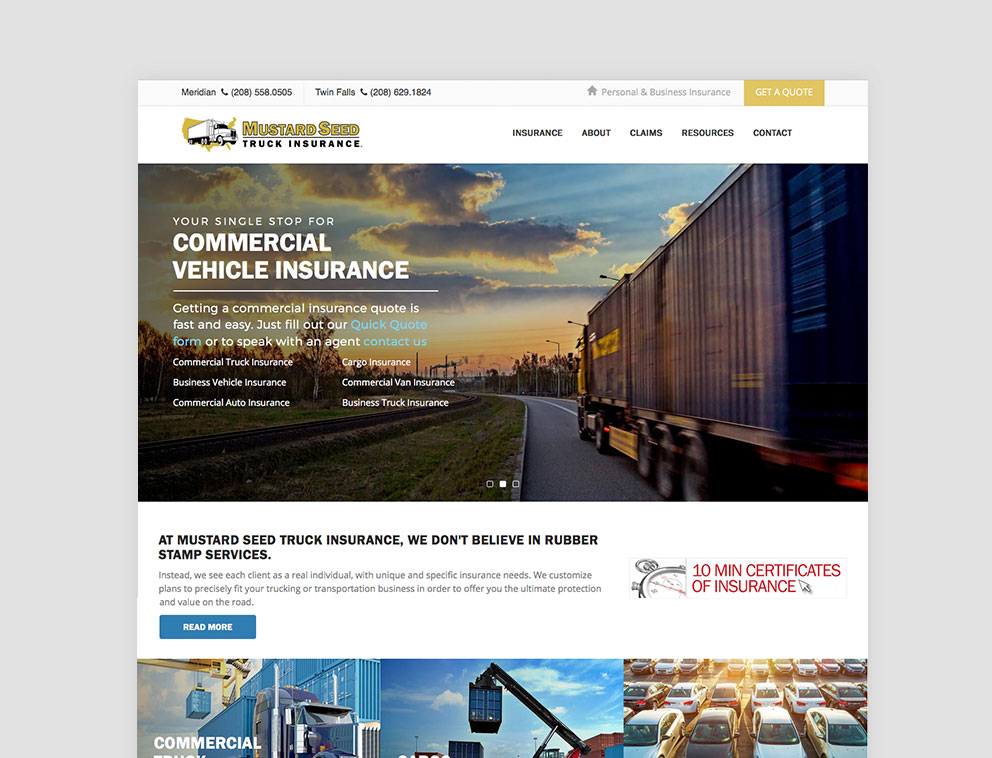 Meridian (208) 558.0505
Twin Falls (208) 629.1824
Personal & Business Insurance
GET A QUOTE
MUSTARD SEED
TRUCK INSURANCE.
INSURANCE ABOUT CLAIMS RESOURCES CONTACT
YOUR SINGLE STOP FOR
COMMERCIAL
VEHICLE INSURANCE
Getting a commercial insurance quote is
fast and easy. Just fill out our Quick Quote
form or to speak with an agent contact us
Commercial Truck Insurance
Cargo Insurance
Business Vehicle Insurance
Commercial Van Insurance
Commercial Auto Insurance
Business Truck Insurance
AT MUSTARD SEED TRUCK INSURANCE, WE DON'T BELIEVE IN RUBBER
STAMP SERVICES.
Instead, we see each client as a real individual, with unique and specific insurance needs. We customize
plans to precisely fit your trucking or transportation business in order to offer you the ultimate protection
and value on the road.
READ MORE
10 MIN CERTIFICATES
OF INSURANCE
COMMERCIAL
TRUCK
CARGO